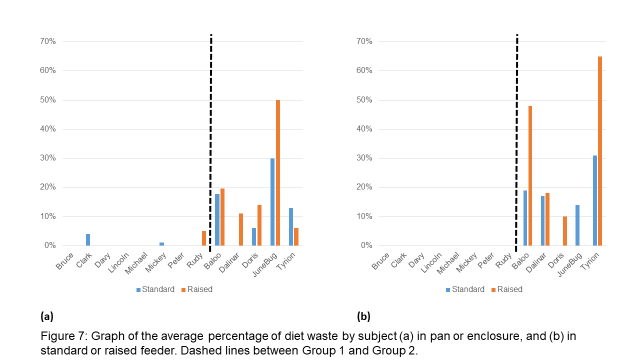 70%
60%
50%
40%
30%
20%
10%
0%
Bruce Clark Davy Lincoln Michael Mickey Peter Rudy Baloo Dalinar Doris JuneBug Tyrion
Standard Raised
(a)
70%
60%
50%
40%
30%
20%
10%
0%
Bruce Clark Davy Lincoln Michael Mickey Peter Rudy Baloo Dalinar Doris JuneBug Tyrion
Standard Raised
(b)
Figure 7: Graph of the average percentage of diet waste by subject (a) in pan or enclosure, and (b) in
standard or raised feeder. Dashed lines between Group 1 and Group 2.